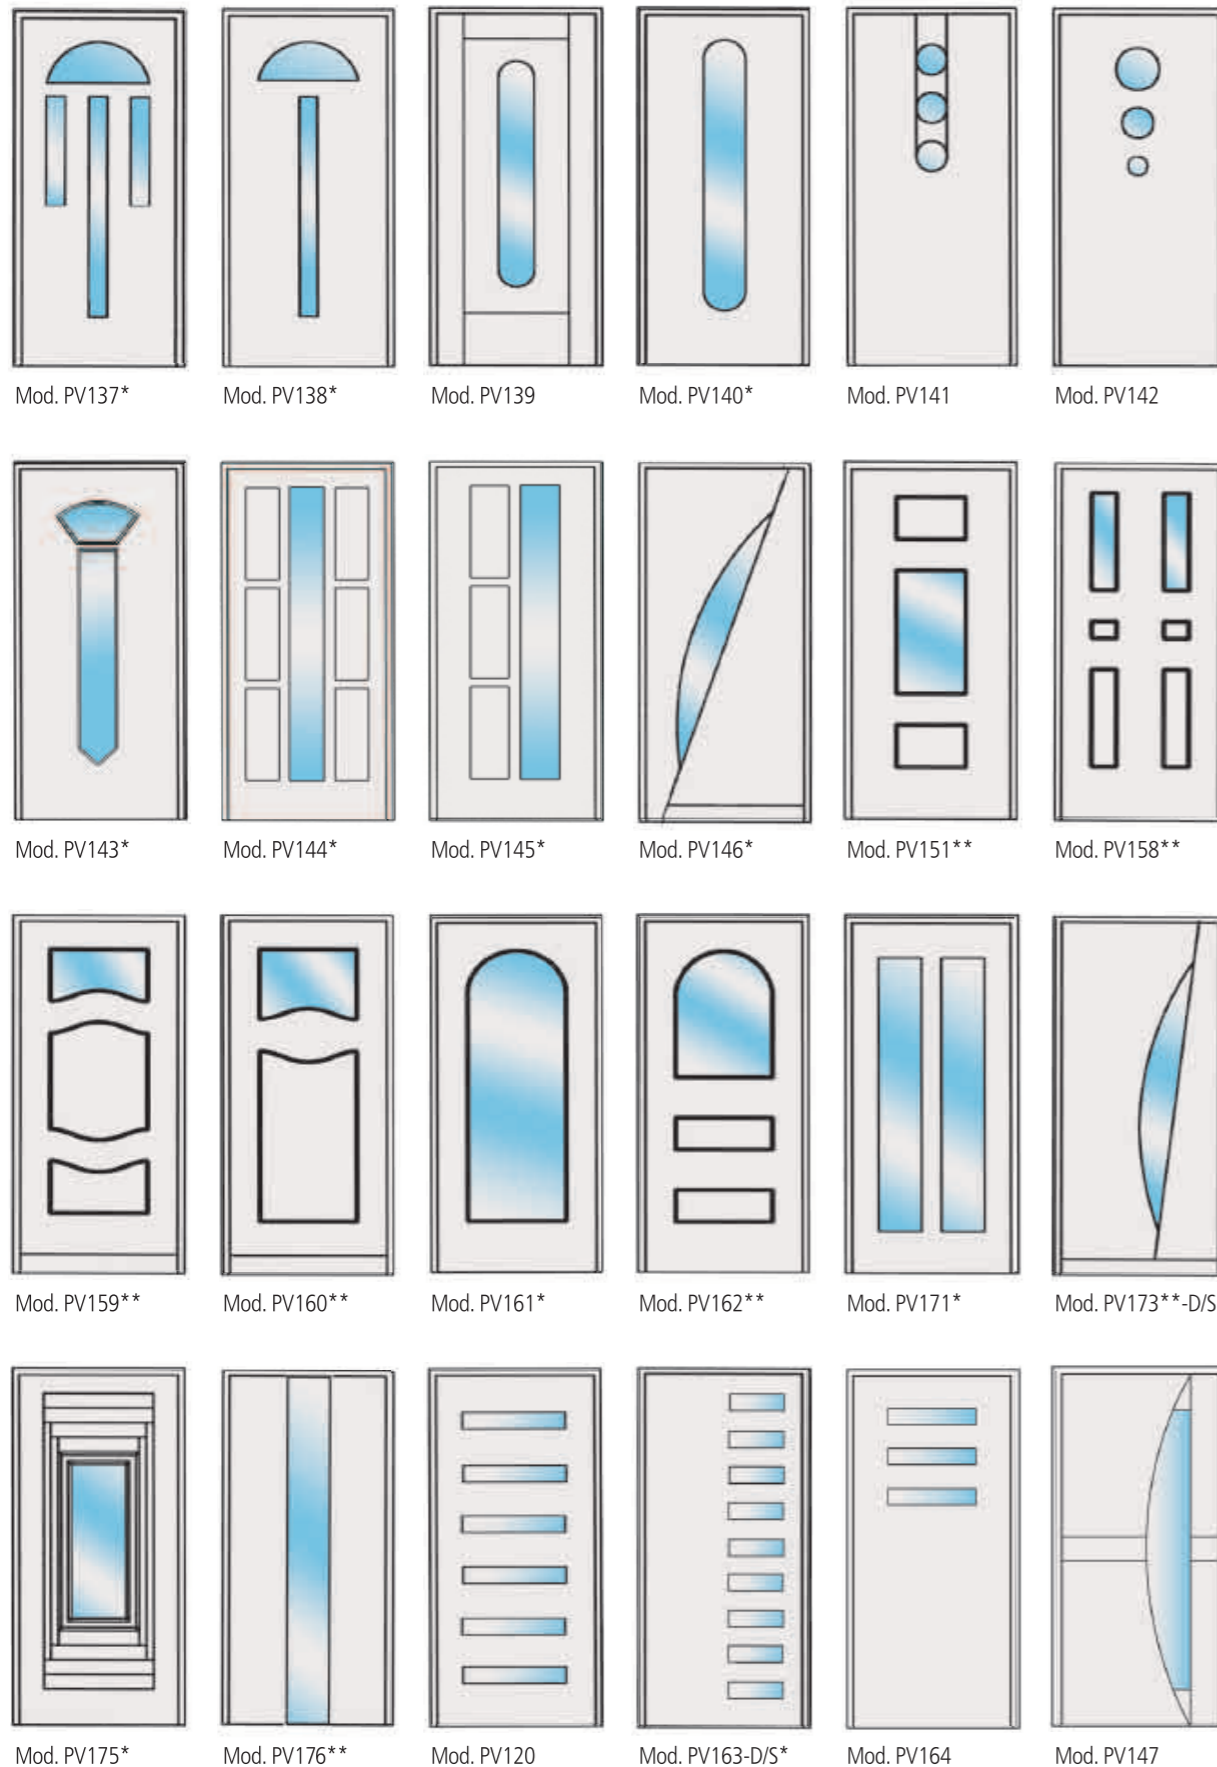 Mod. PV137* Mod. PV138* Mod. PV139 Mod. PV140* Mod. PV141 Mod. PV142
Mod. PV143* Mod. PV144* Mod. PV145* Mod. PV146* Mod. PV151** Mod. PV158**
Mod. PV159** Mod. PV160** Mod. PV161* Mod. PV162** Mod. PV171* Mod. PV173**-D/S
Mod. PV175* Mod. PV176** Mod. PV120 Mod. PV163-D/S* Mod. PV164 Mod. PV147